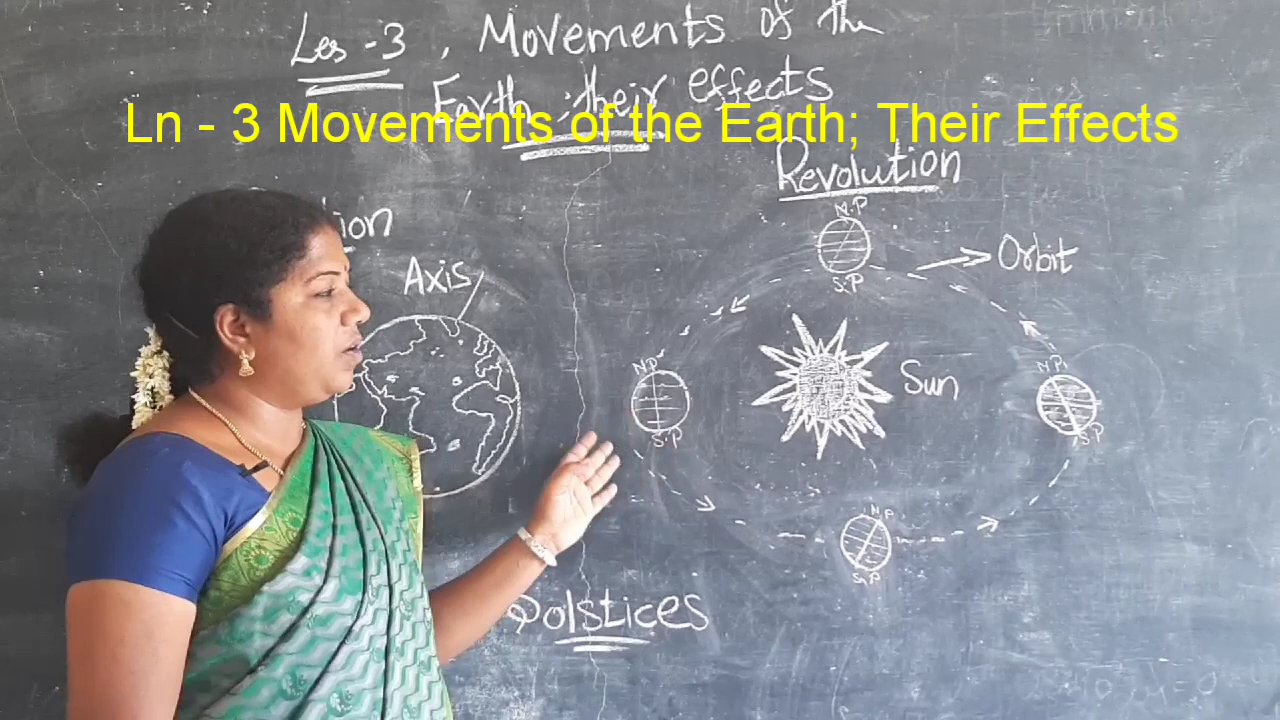 Les - 3, Movements of the
Earth ; their effects
Ln - 3 Movements of the Earth; Their Effects
Revolution
tion
Axis
N.P
S.P
Orbit
N.P
S.P
Sun
N.P.
S.P
N P
S.P
Solstices